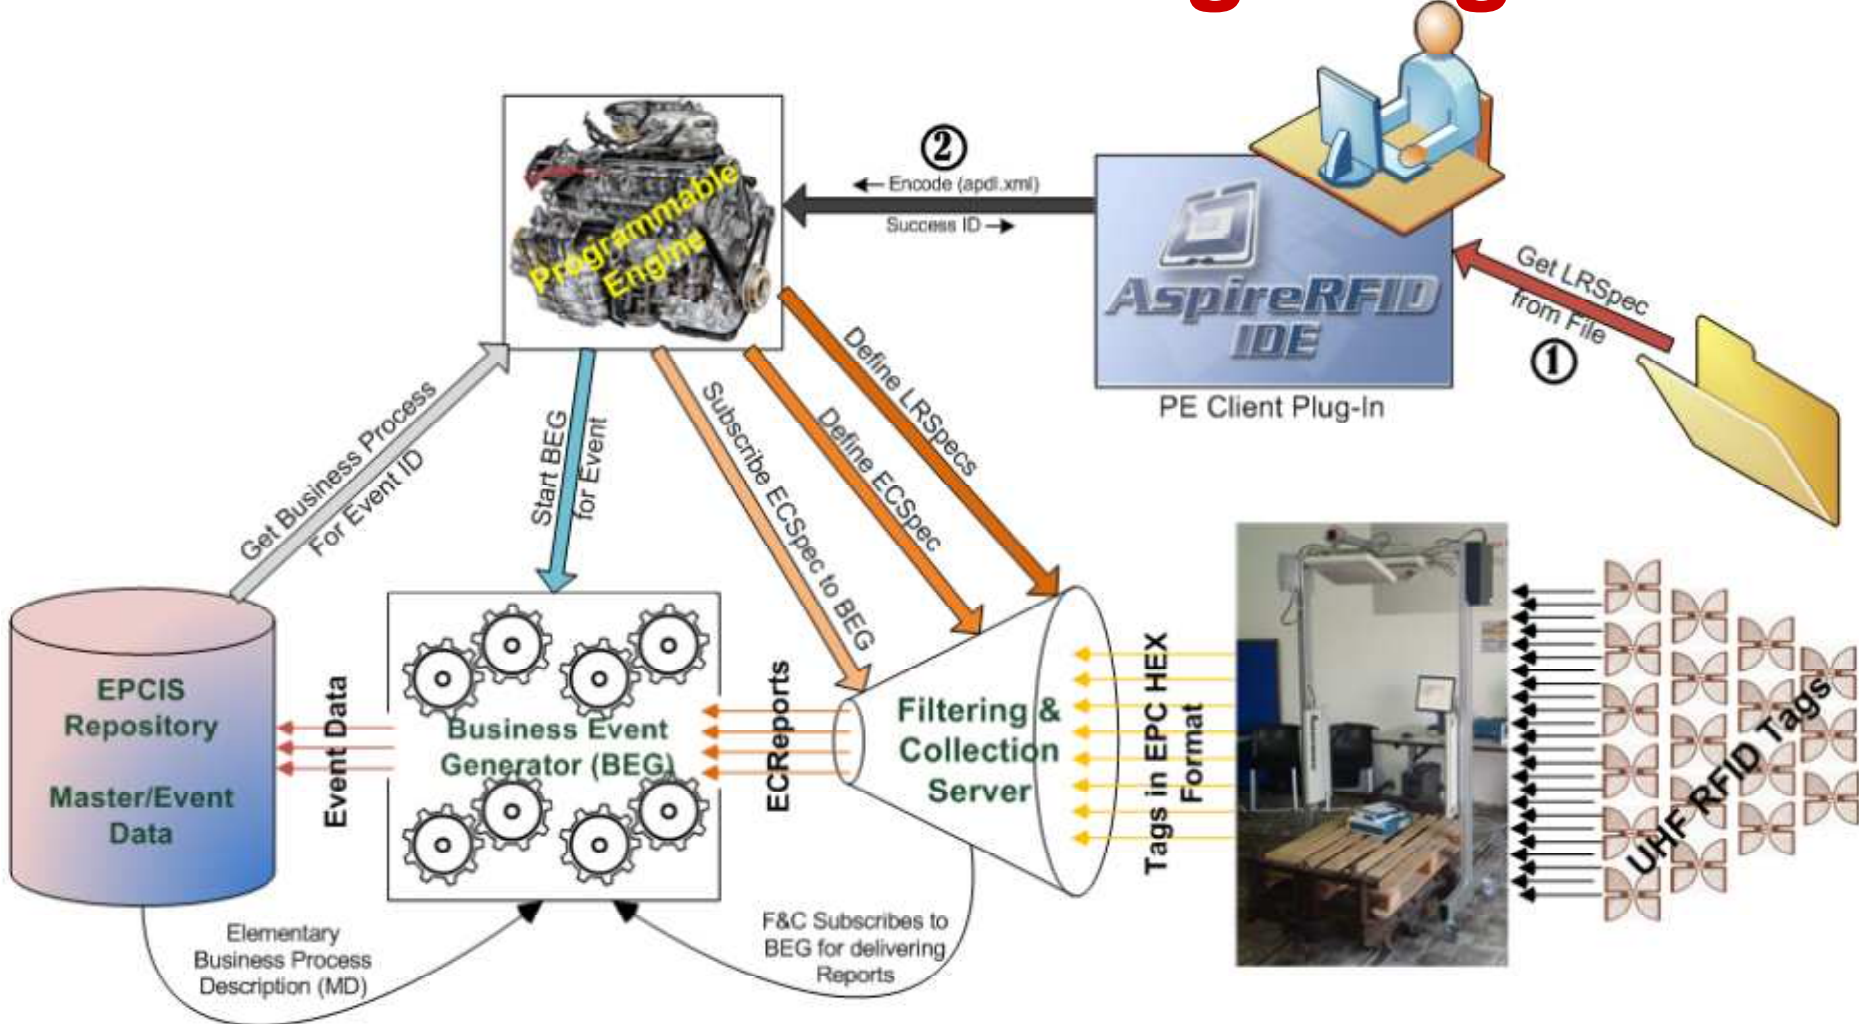 ②
← Encode (apdl.xml)
Success ID →
Programmable
Engine
AspireRFID
IDE
PE Client Plug-In
Get LRSpec
from File
①
Get Business Process
For Event ID
Start BEG
for Event
Subscribe ECSpec to BEG
Define ECSpec
Define LRSpecs
EPCIS
Repository
Master/Event
Data
Event Data
Business Event
Generator (BEG)
ECReports
Filtering &
Collection
Server
Tags in EPC HEX
Format
UHF RFID Tags
Elementary
Business Process
Description (MD)
F&C Subscribes to
BEG for delivering
Reports